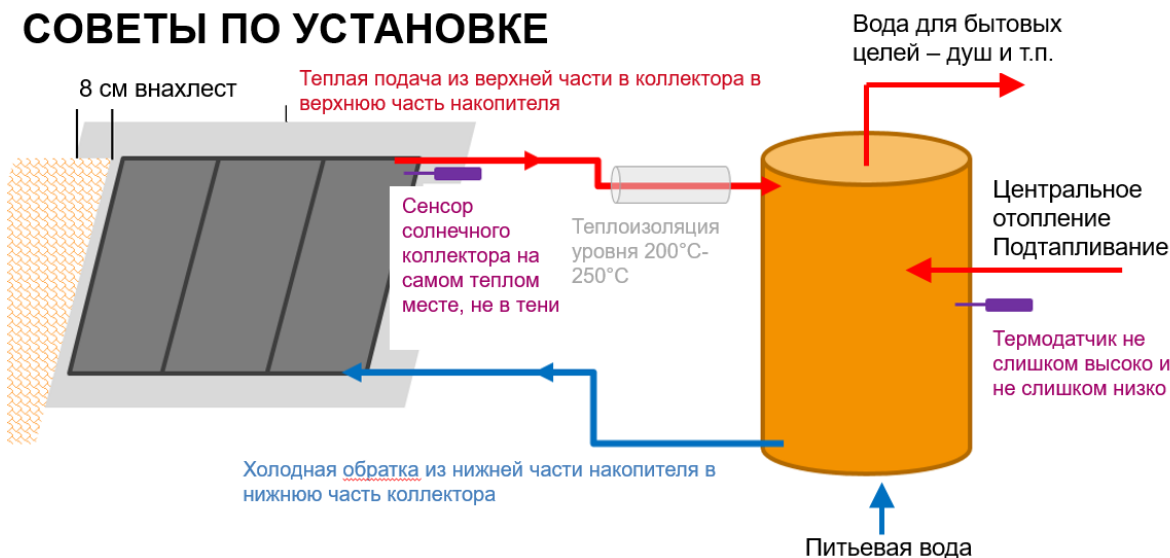 СОВЕТЫ ПО УСТАНОВКЕ
8 см внахлест
Теплая подача из верхней части в коллектора в
верхнюю часть накопителя
Вода для бытовых
целей – душ и т.п.
Сенсор
солнечного
коллектора на
самом теплом
месте, не в тени
Теплоизоляция
уровня 200°C-
250°C
Центральное
отопление
Подтапливание
Термодатчик не
слишком высоко и
не слишком низко
Холодная обратка из нижней части накопителя в
нижнюю часть коллектора
Питьевая вода